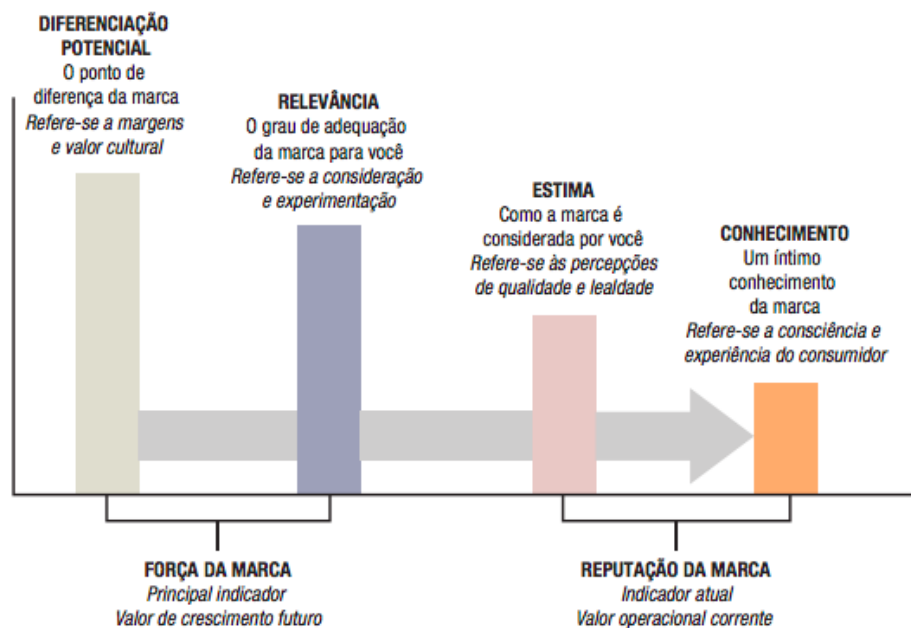 DIFERENCIAÇÃO
POTENCIAL
O ponto de
diferença da marca
Refere-se a margens
e valor cultural
RELEVÂNCIA
O grau de adequação
da marca para você
Refere-se a consideração
e experimentação
ESTIMA
Como a marca é
considerada por você
Refere-se às percepções
de qualidade e lealdade
CONHECIMENTO
Um íntimo
conhecimento
da marca
Refere-se a consciência e
experiência do consumidor
FORÇA DA MARCA
Principal indicador
Valor de crescimento futuro
REPUTAÇÃO DA MARCA
Indicador atual
Valor operacional corrente